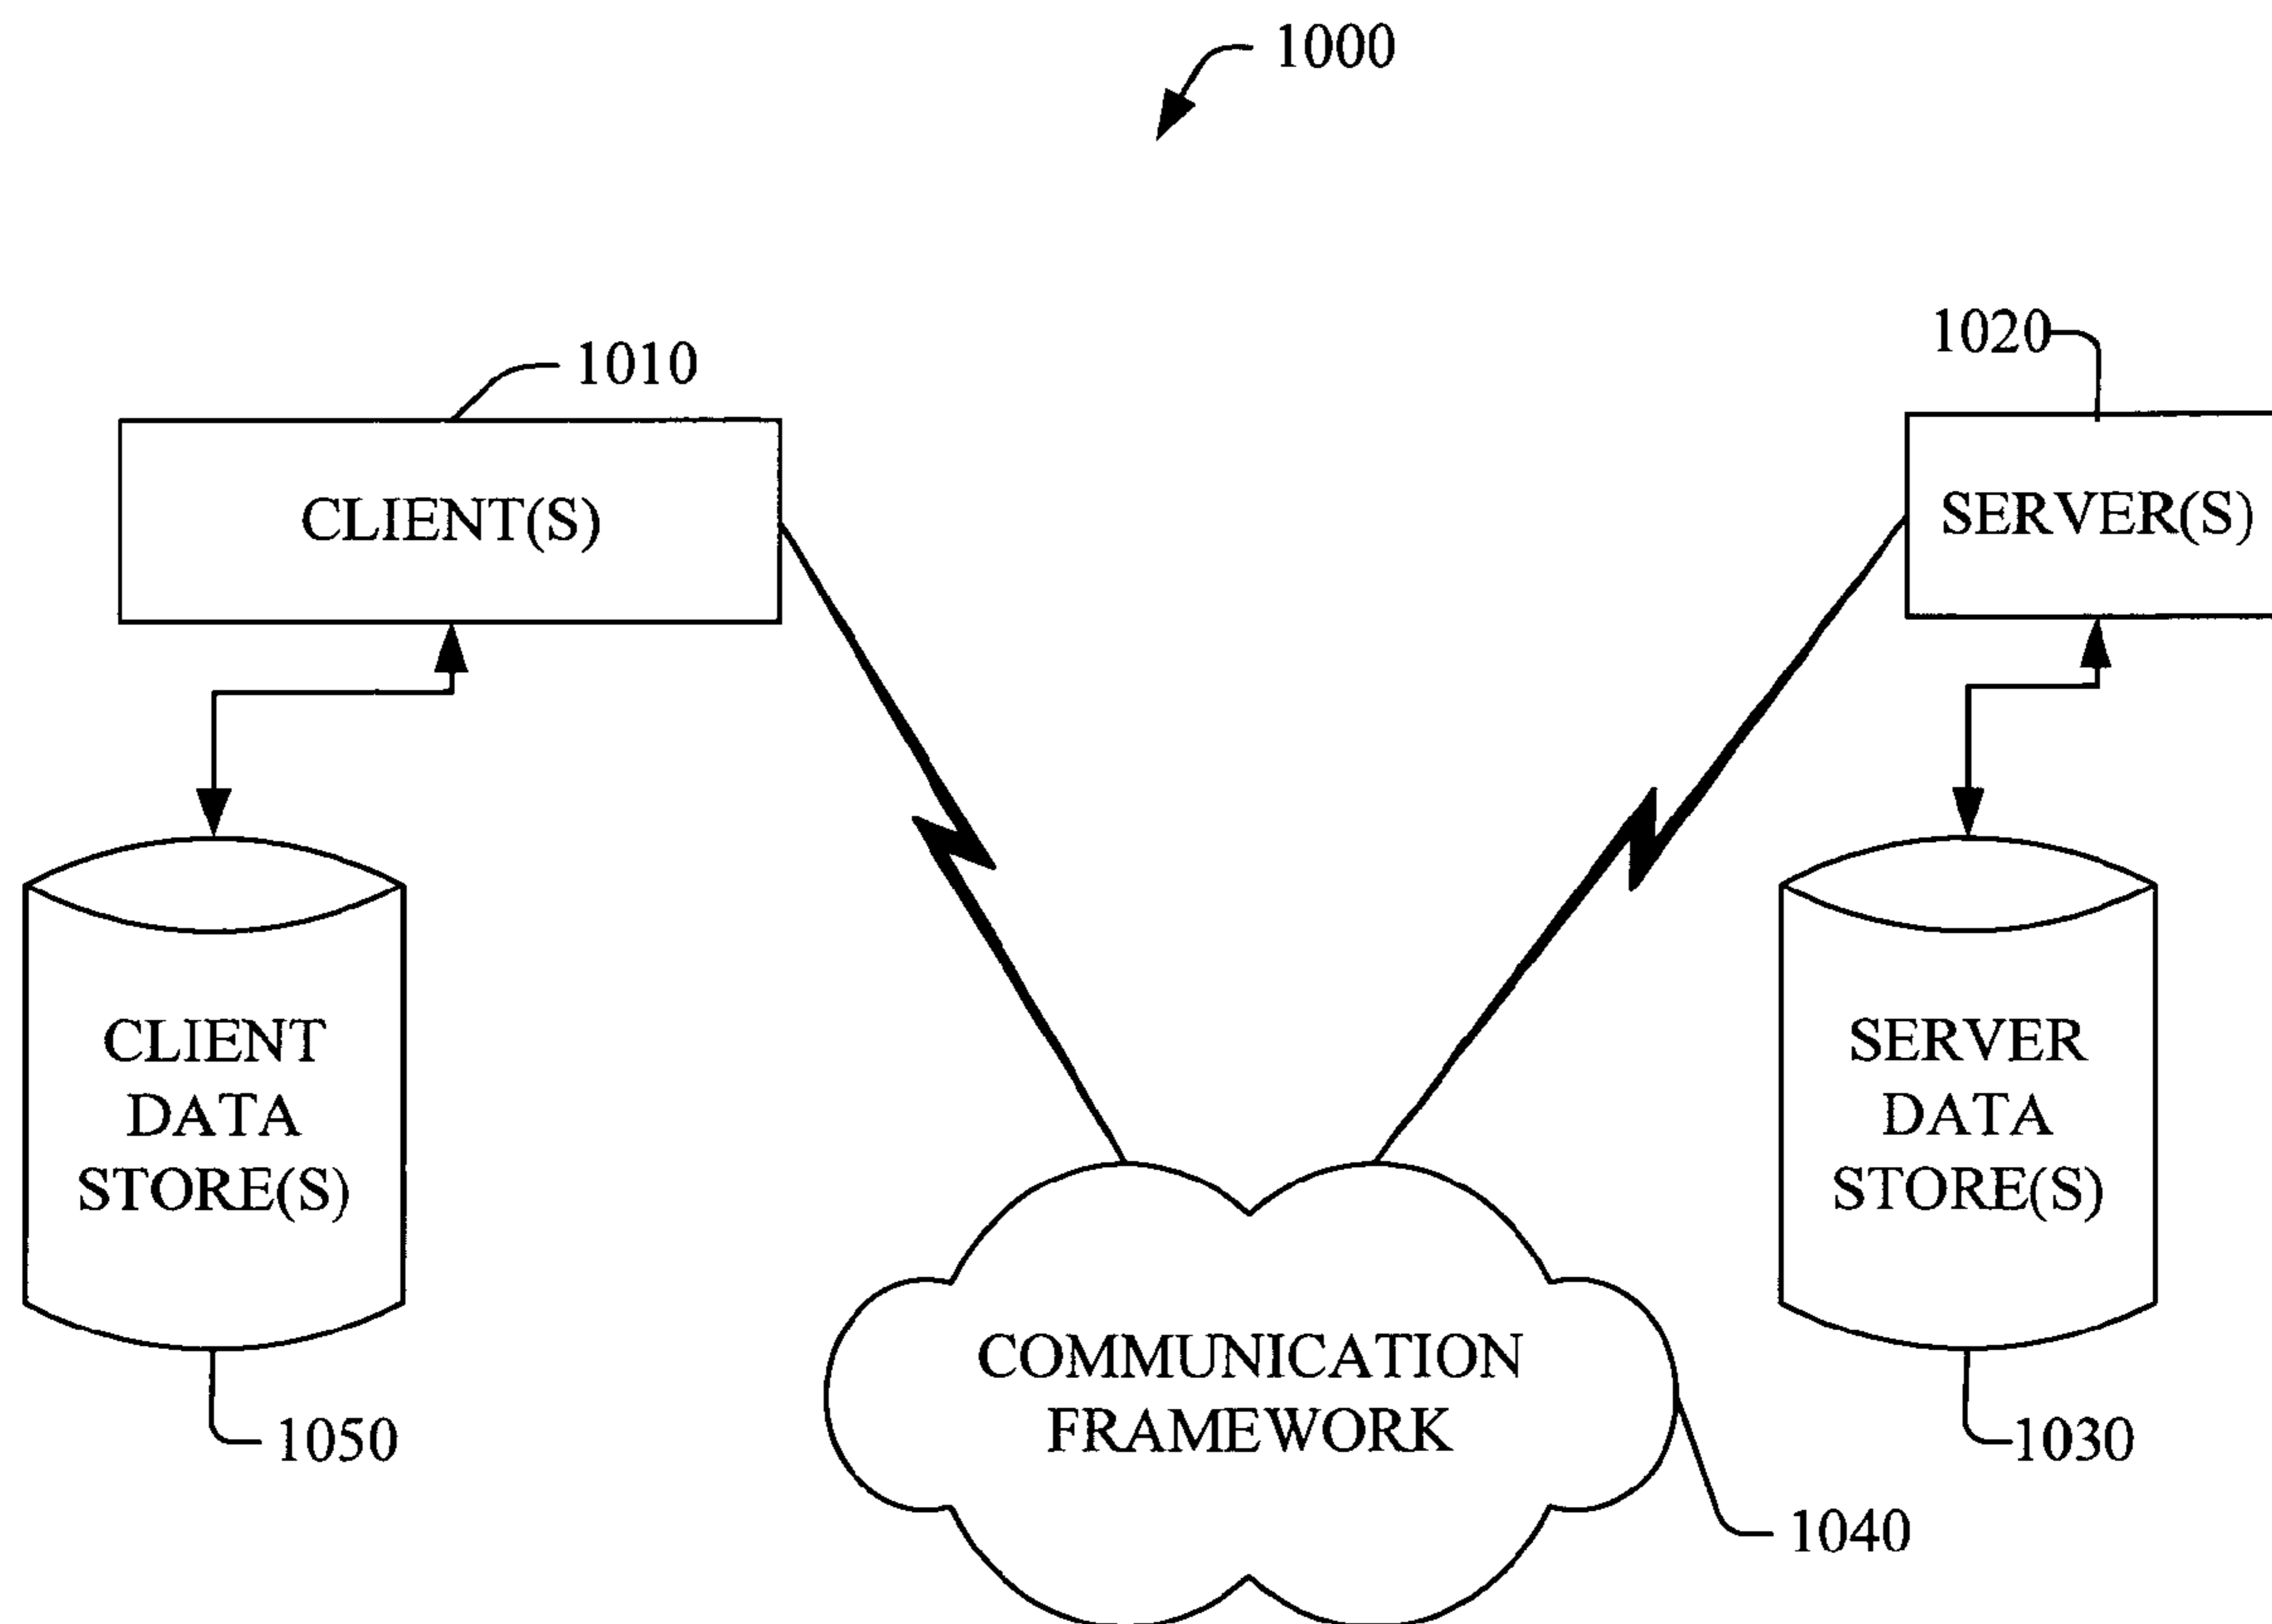 1000
1010
1020
CLIENT(S)
SERVER(S)
CLIENT
DATA
STORE(S)
SERVER
DATA
STORE(S)
COMMUNICATION
FRAMEWORK
1050
1030
1040